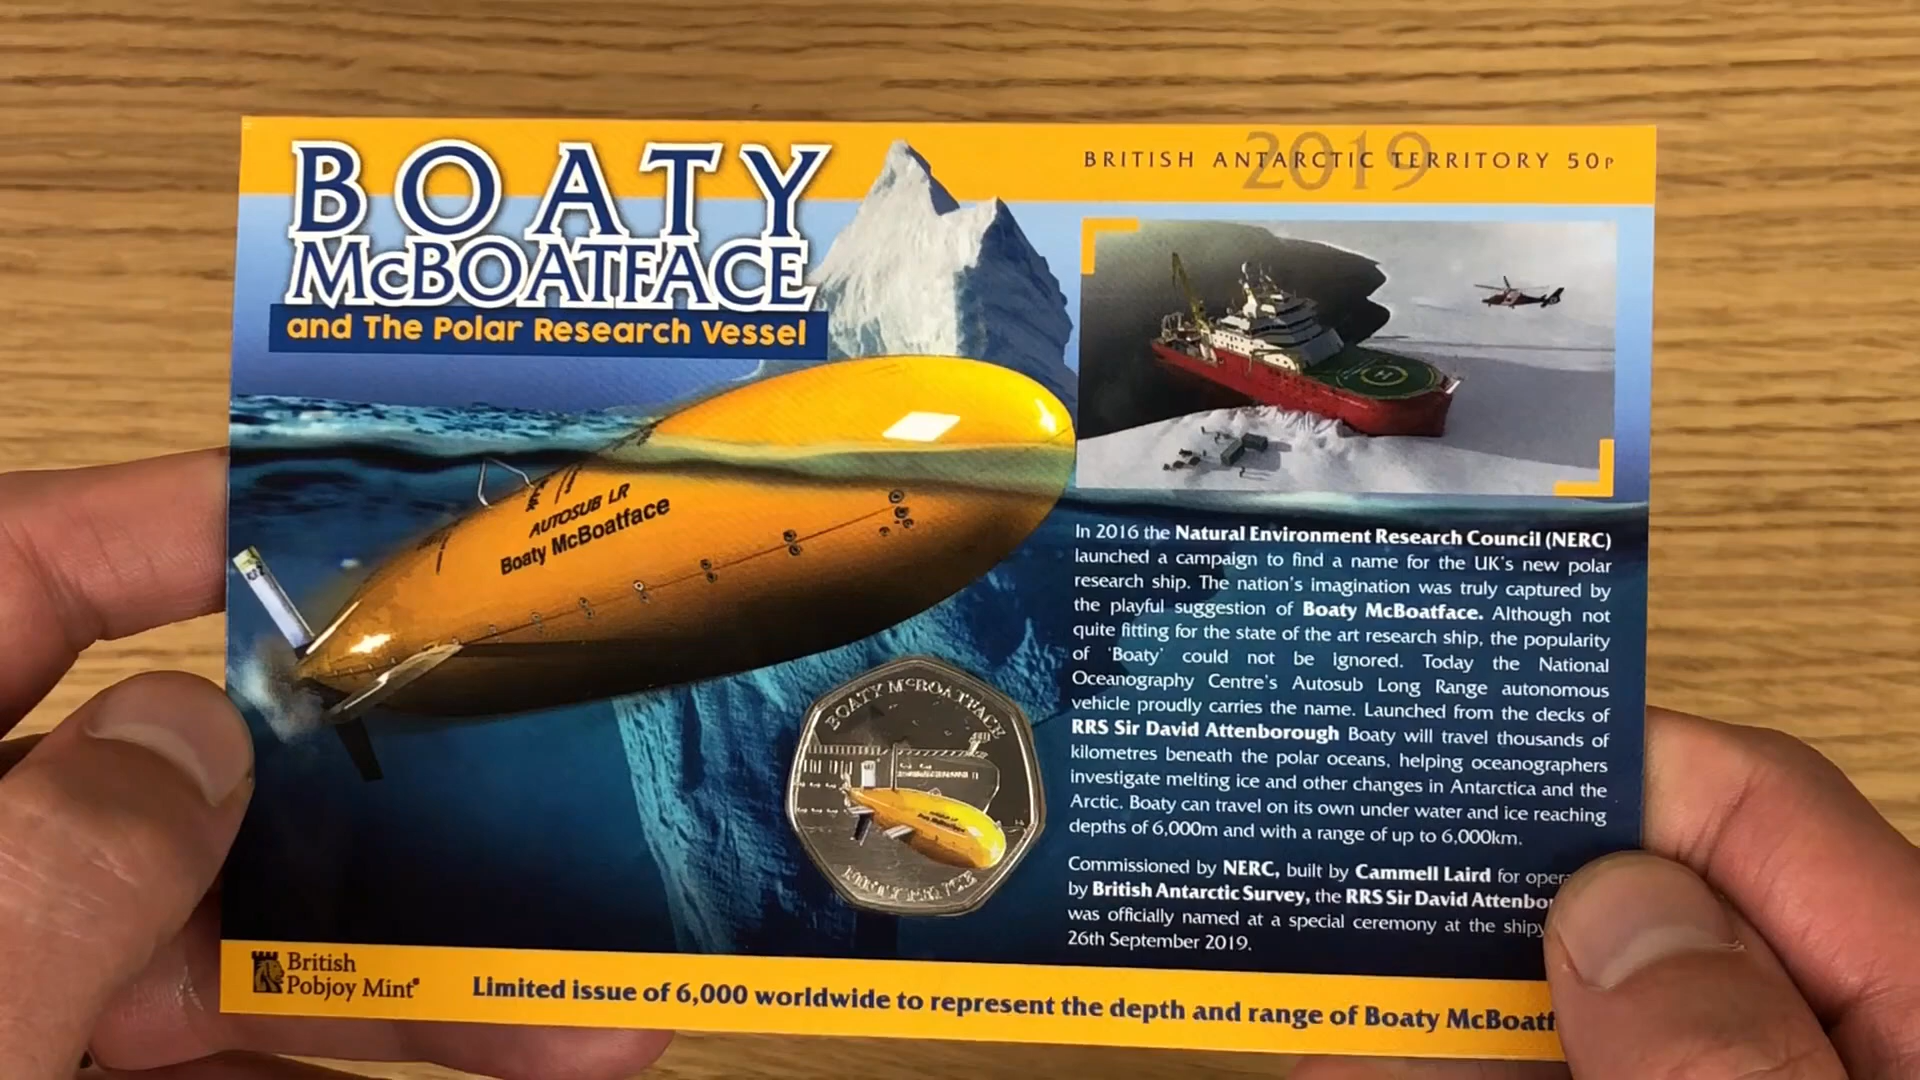 BOATY
McBOATFACE
and The Polar Research Vessel
2019
BRITISH ANTARCTIC TERRITORY 50P
AUTOSUB LR
Boaty McBoatface
H
In 2016 the Natural Environment Research Council (NERC)
launched a campaign to find a name for the UK's new polar
research ship. The nation's imagination was truly captured by
the playful suggestion of Boaty McBoatface. Although not
quite fitting for the state of the art research ship, the popularity
of 'Boaty' could not be ignored. Today the National
Oceanography Centre's Autosub Long Range autonomous
vehicle proudly carries the name. Launched from the decks of
RRS Sir David Attenborough Boaty will travel thousands of
kilometres beneath the polar oceans, helping oceanographers
investigate melting ice and other changes in Antarctica and the
Arctic. Boaty can travel on its own under water and ice reaching
depths of 6,000m and with a range of up to 6,000km.
Commissioned by NERC, built by Cammell Laird for oper
by British Antarctic Survey, the RRS Sir David Attenbo
was officially named at a special ceremony at the shipy
26th September 2019.
BOATY McBOATFACE
FIFTY PENCE
British
Pobjoy Mint
Limited issue of 6,000 worldwide to represent the depth and range of Boaty McBoatf